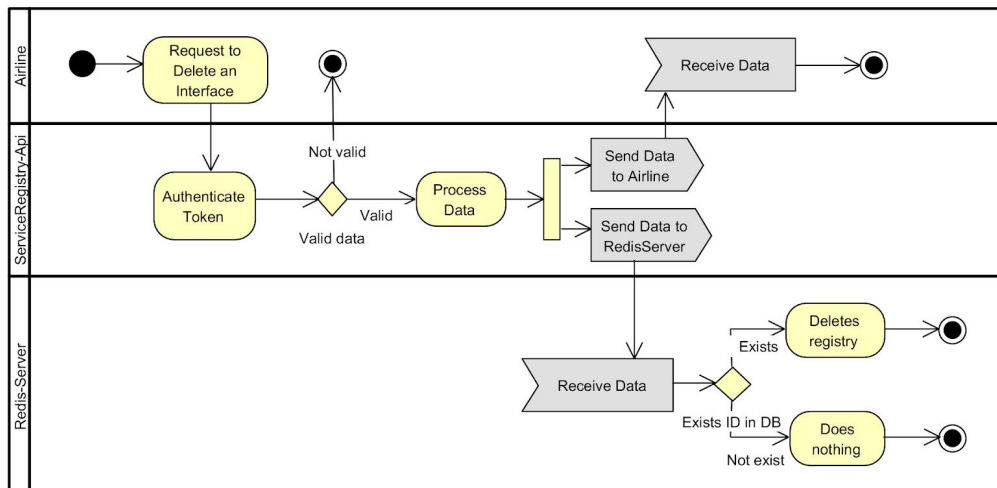 Airline
Request to
Delete an
Interface
Receive Data
ServiceRegistry-Api
Authenticate
Token
Not valid
Valid
Valid data
Process
Data
Send Data
to Airline
Send Data to
RedisServer
Redis-Server
Receive Data
Exists
Exists ID in DB
Not exist
Deletes
registry
Does
nothing